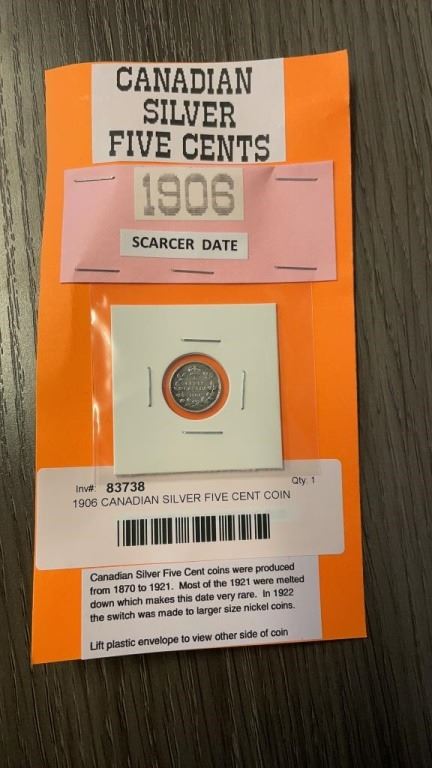 CANADIAN
SILVER
FIVE CENTS
1906
SCARCER DATE
Inv#: 83738 Qty: 1
1906 CANADIAN SILVER FIVE CENT COIN
Canadian Silver Five Cent coins were produced
from 1870 to 1921. Most of the 1921 were melted
down which makes this date very rare. In 1922
the switch was made to larger size nickel coins.
Lift plastic envelope to view other side of coin